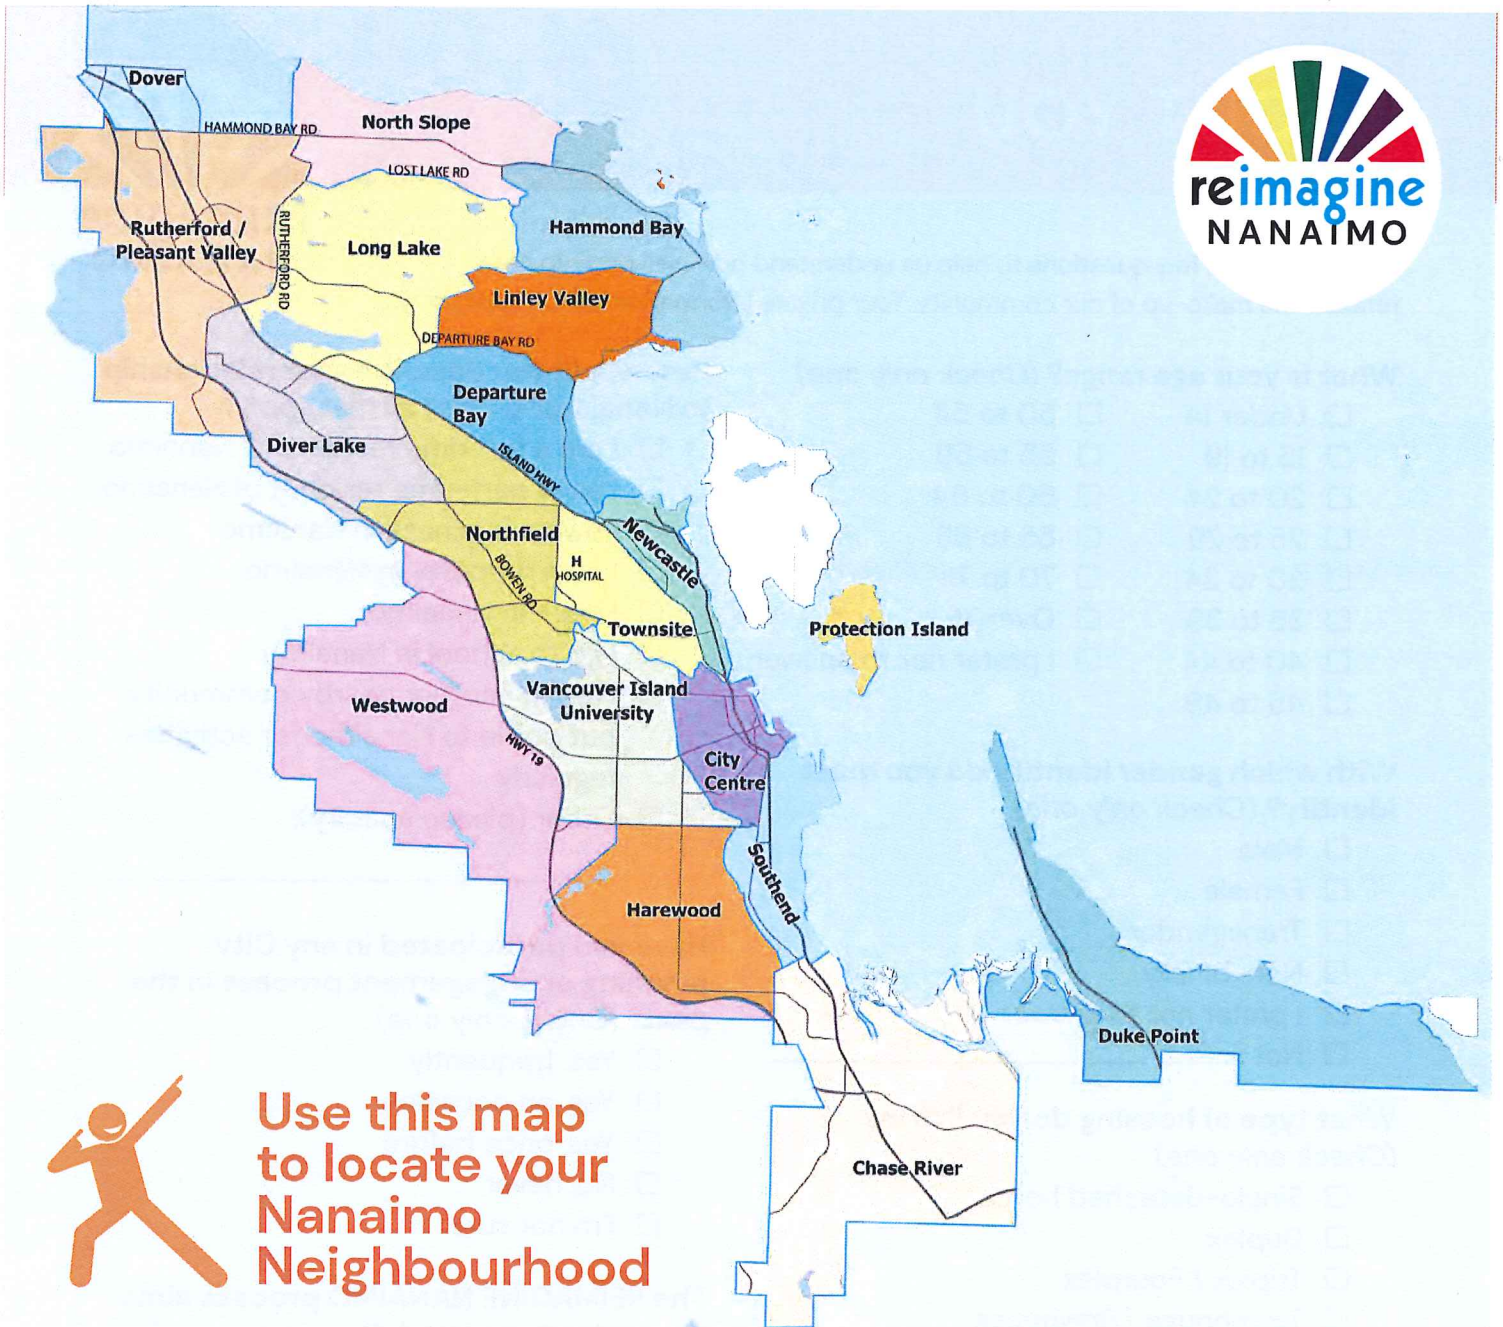 Dover
HAMMOND BAY RD
North Slope
LOST LAKE RD
reimagine
NANAIMO
Rutherford /
Pleasant Valley
RUTHERFORD RD
Long Lake
Hammond Bay
Linley Valley
DEPARTURE BAY RD
Departure
Bay
Diver Lake
ISLAND HWY
Northfield
Newcastle
BOWEN RD
H
HOSPITAL
Townsite
Protection Island
Vancouver Island
University
Westwood
HWY 19
City
Centre
Southend
Harewood
Duke Point
Chase River
Use this map
to locate your
Nanaimo
Neighbourhood